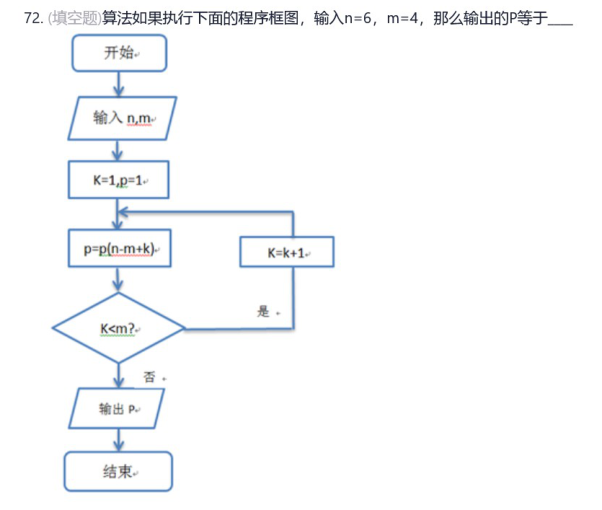 72. (填空题)算法如果执行下面的程序框图，输入n=6，m=4，那么输出的P等于____
开始
输入 n,m
K=1,p=1
p=p(n-m+k)
K=k+1
是
K<m?
否
输出 P
结束